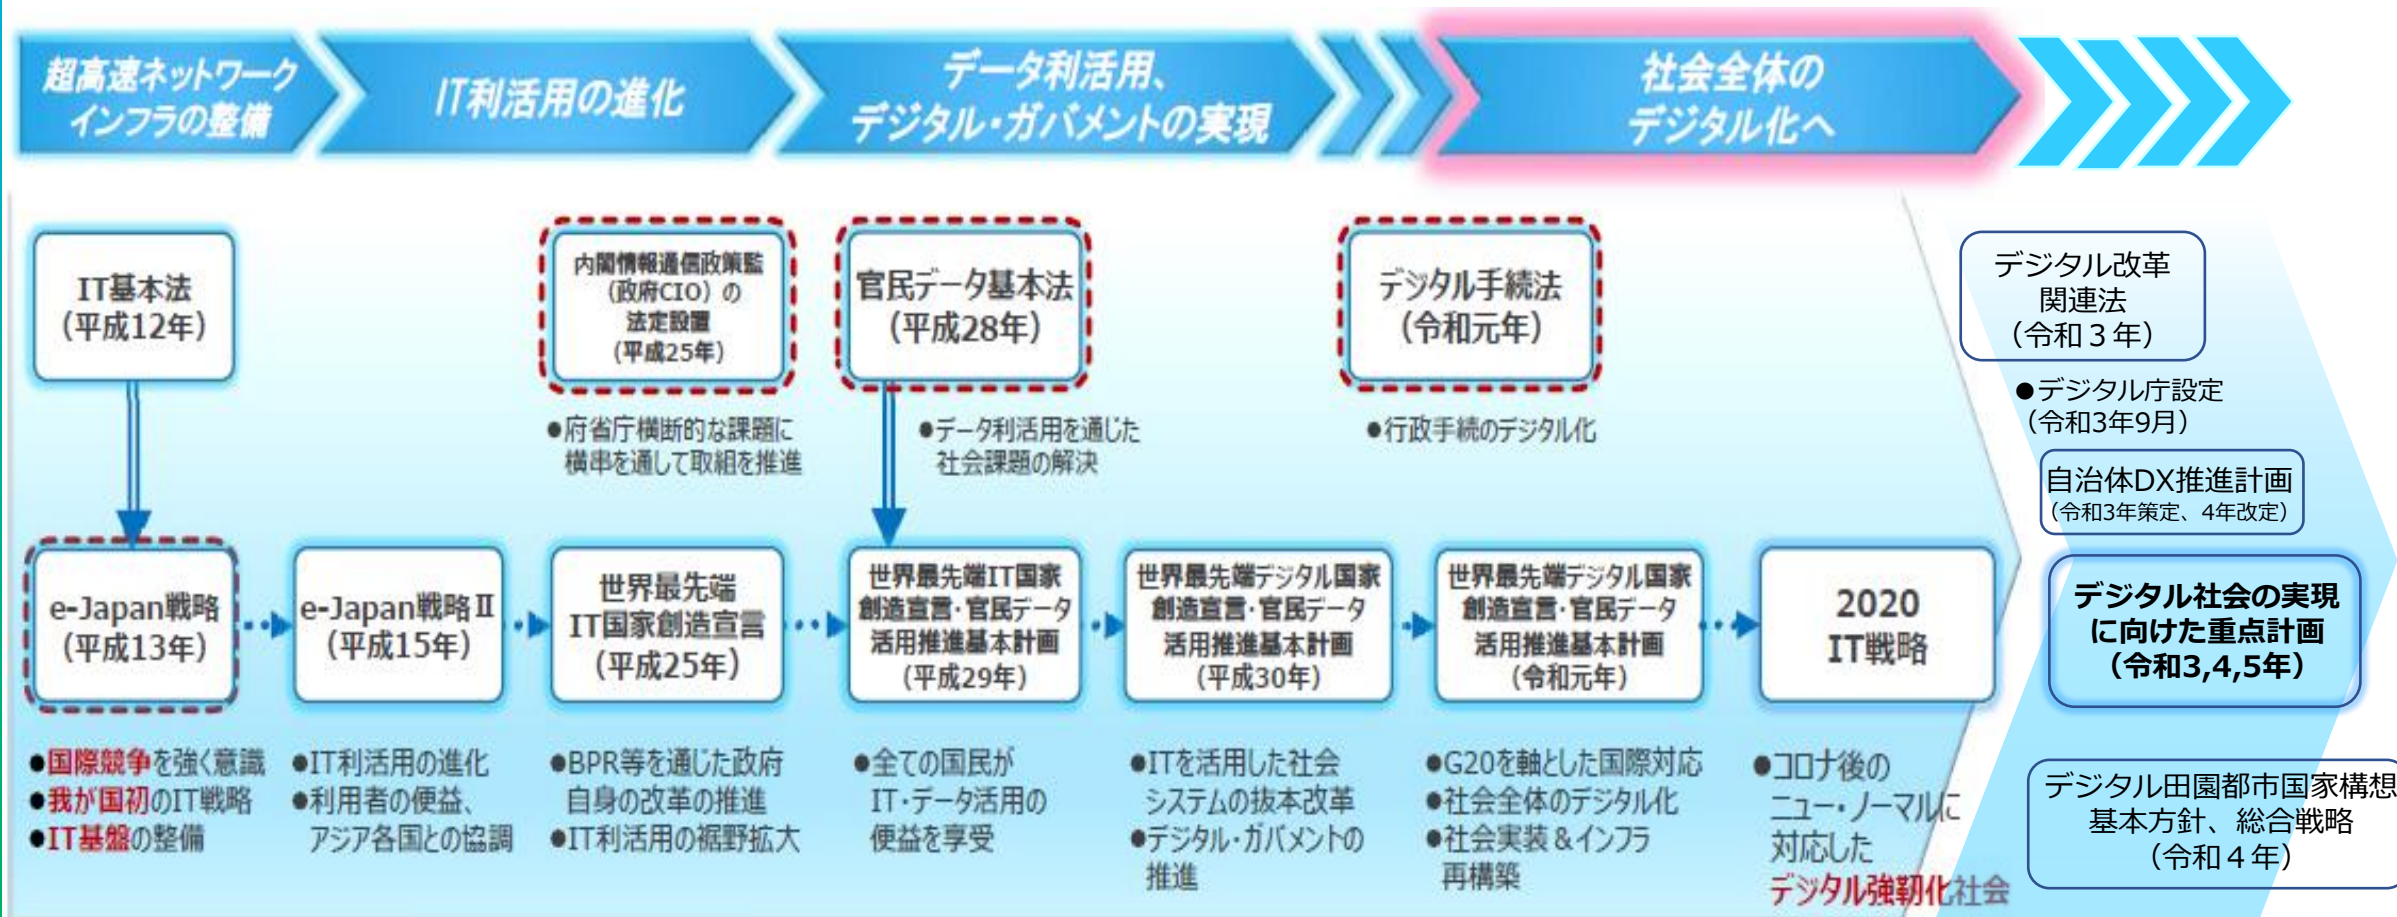 超高速ネットワーク
インフラの整備
IT利活用の進化
データ利活用、
デジタル・ガバメントの実現
社会全体の
デジタル化へ
IT基本法
（平成12年）
内閣情報通信政策監
（政府CIO）の
法定設置
（平成25年）
●府省庁横断的な課題に
横串を通して取組を推進
官民データ基本法
（平成28年）
●データ利活用を通じた
社会課題の解決
デジタル手続法
（令和元年）
●行政手続のデジタル化
デジタル改革
関連法
（令和３年）
●デジタル庁設定
（令和3年9月）
自治体DX推進計画
（令和3年策定、4年改定）
e-Japan戦略
（平成13年）
●国際競争を強く意識
●我が国初のIT戦略
●IT基盤の整備
e-Japan戦略Ⅱ
（平成15年）
●IT利活用の進化
●利用者の便益、
アジア各国との協調
世界最先端
IT国家創造宣言
（平成25年）
●BPR等を通じた政府
自身の改革の推進
●IT利活用の裾野拡大
世界最先端IT国家
創造宣言・官民データ
活用推進基本計画
（平成29年）
●全ての国民が
IT・データ活用の
便益を享受
世界最先端デジタル国家
創造宣言・官民データ
活用推進基本計画
（平成30年）
●ITを活用した社会
システムの抜本改革
●デジタル・ガバメントの
推進
世界最先端デジタル国家
創造宣言・官民データ
活用推進基本計画
（令和元年）
●G20を軸とした国際対応
●社会全体のデジタル化
●社会実装＆インフラ
再構築
2020
IT戦略
●コロナ後の
ニュー・ノーマルに
対応した
デジタル強靭化社会
デジタル社会の実現
に向けた重点計画
（令和3,4,5年）
デジタル田園都市国家構想
基本方針、総合戦略
（令和４年）